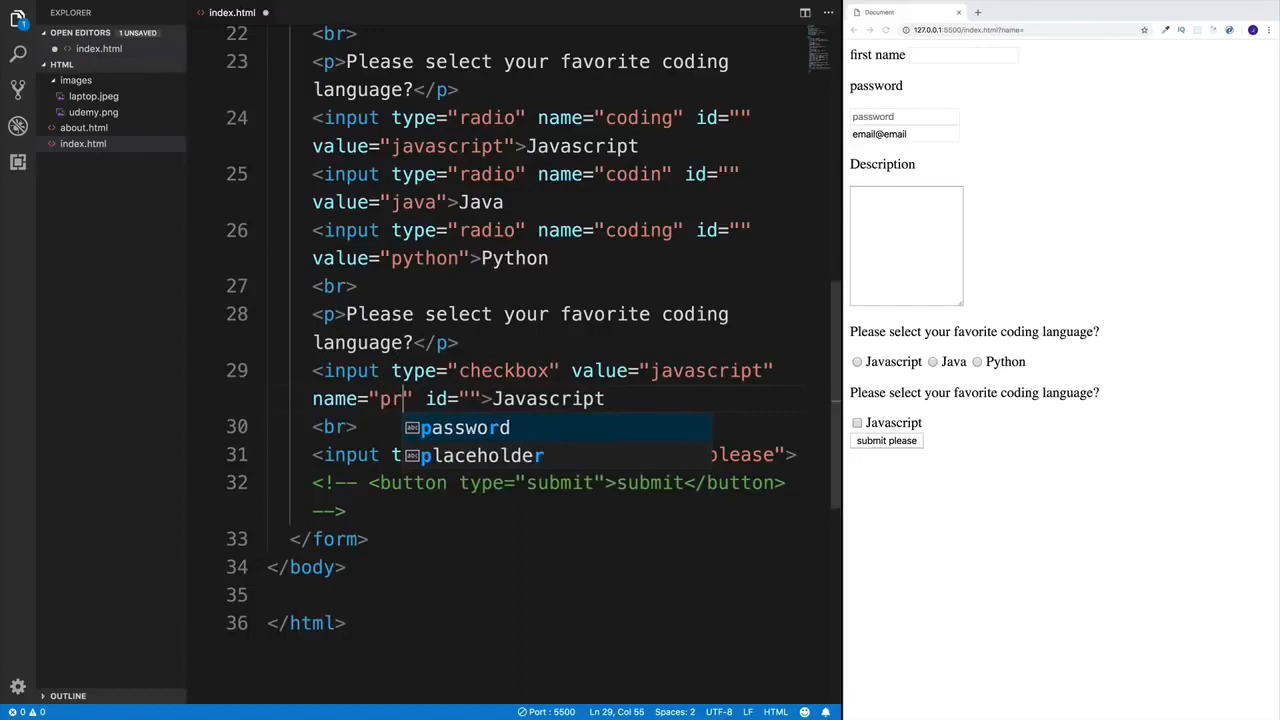 EXPLORER
OPEN EDITORS 1 UNSAVED
index.html
HTML
images
laptop.jpeg
udemy.png
about.html
index.html
OUTLINE
index.html
22 <br>
23 <p>Please select your favorite coding
language?</p>
24 <input type="radio" name="coding" id=""
value="javascript">Javascript
25 <input type="radio" name="codin" id=""
value="java">Java
26 <input type="radio" name="coding" id=""
value="python">Python
27 <br>
28 <p>Please select your favorite coding
language?</p>
29 <input type="checkbox" value="javascript"
name="pr" id="">Javascript
password
placeholder
30 <br>
31 <input t please">
32 <!-- <button type="submit">submit</button>
-->
33 </form>
34 </body>
35
36 </html>
0 0
Port : 5500 Ln 29, Col 55 Spaces: 2 UTF-8 LF HTML
Document
127.0.0.1:5500/index.html?name=
first name
password
password
email@email
Description
Please select your favorite coding language?
Javascript Java Python
Please select your favorite coding language?
Javascript
submit please